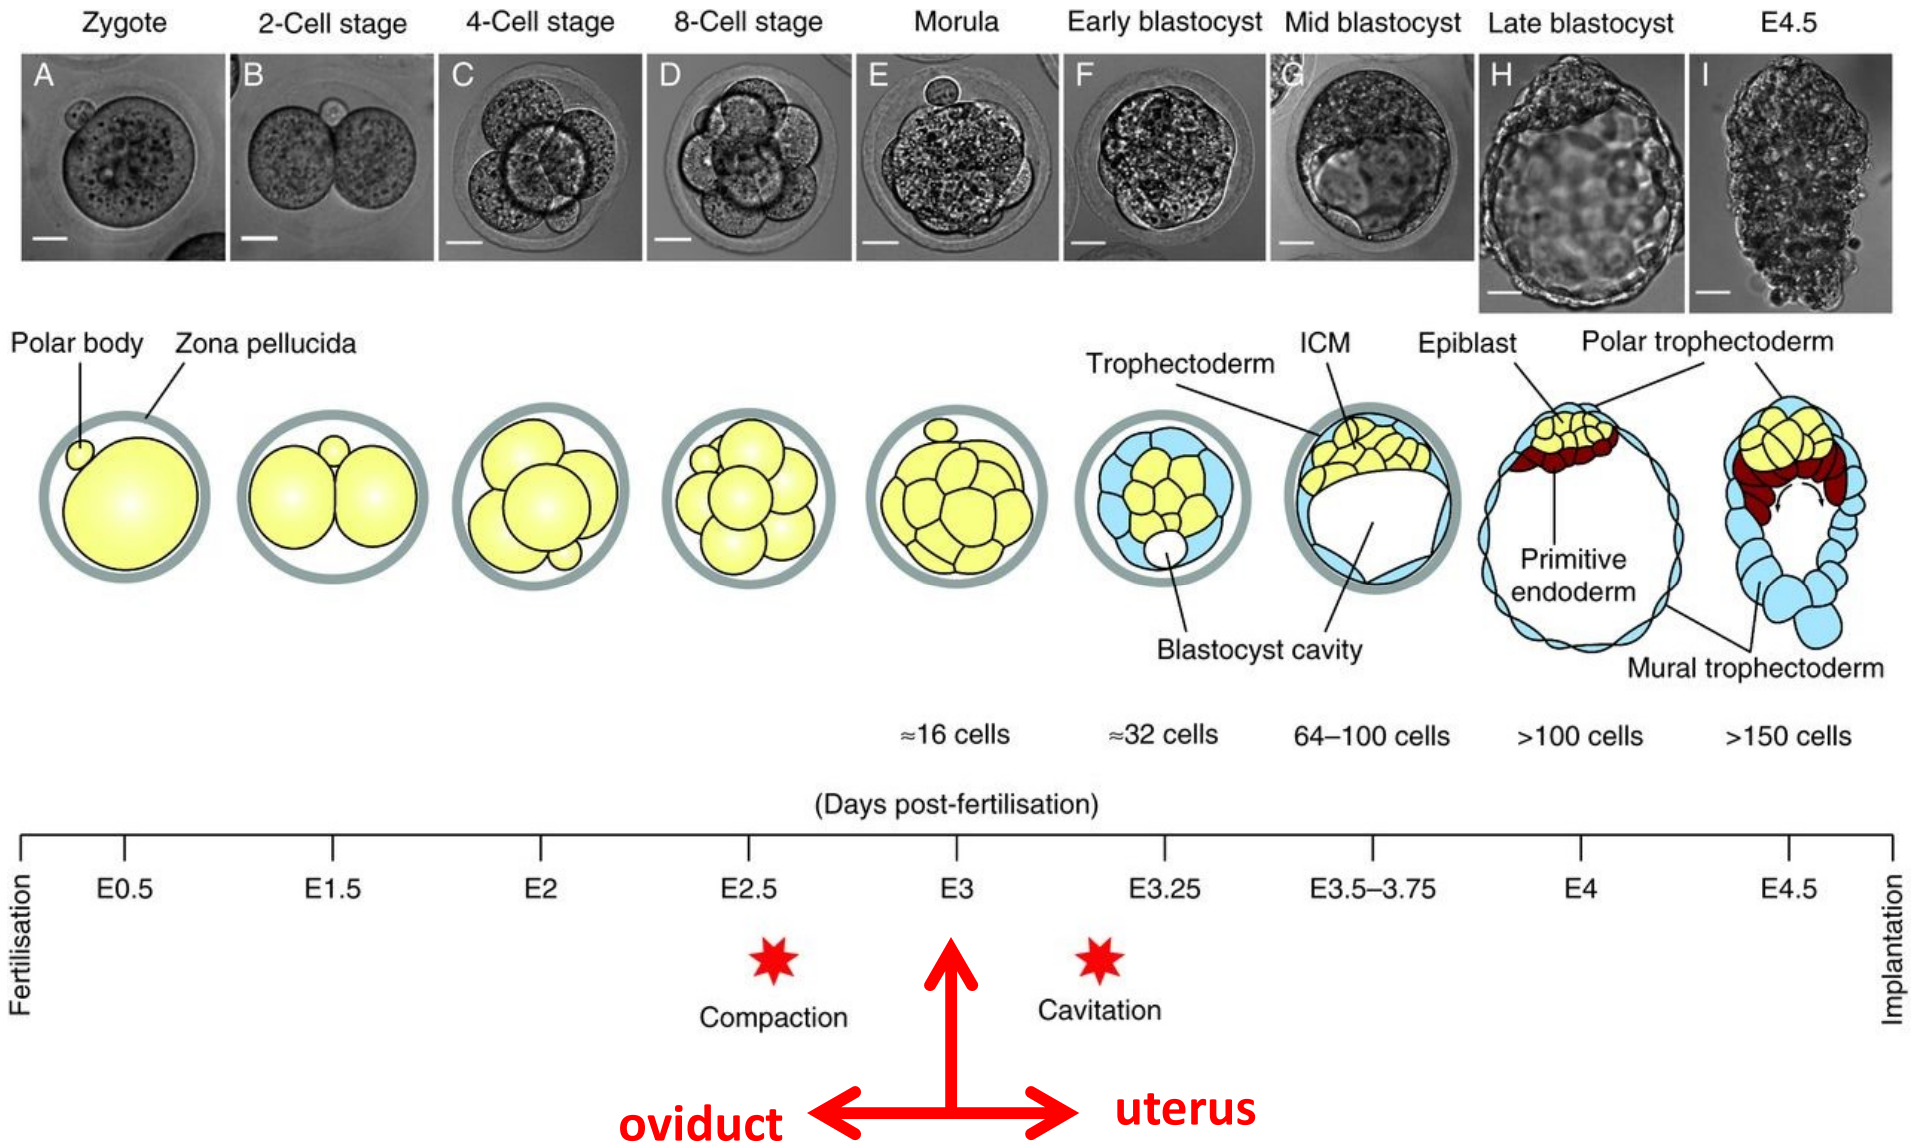 Zygote
2-Cell stage
4-Cell stage
8-Cell stage
Morula
Early blastocyst
Mid blastocyst
Late blastocyst
E4.5
A
B
C
D
E
F
G
H
I
Polar body
Zona pellucida
Trophectoderm
ICM
Epiblast
Polar trophectoderm
Primitive
endoderm
Blastocyst cavity
Mural trophectoderm
≈16 cells
≈32 cells
64–100 cells
>100 cells
>150 cells
(Days post-fertilisation)
Fertilisation
E0.5
E1.5
E2
E2.5
E3
E3.25
E3.5–3.75
E4
E4.5
Implantation
Compaction
Cavitation
oviduct
uterus